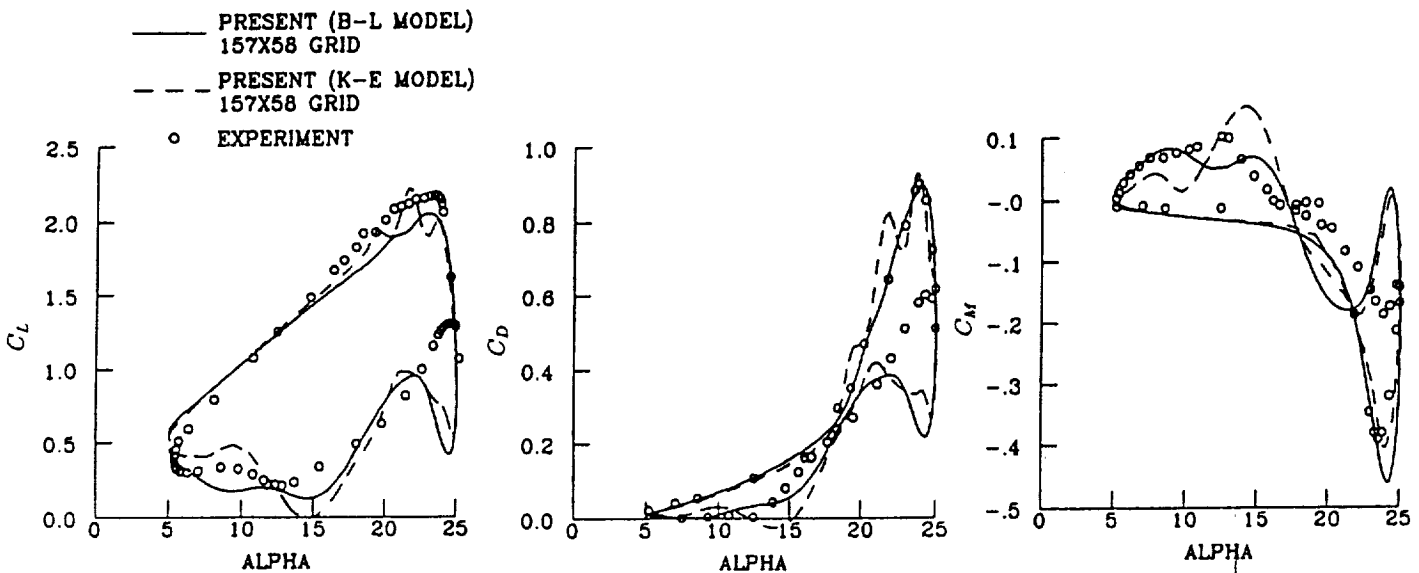 PRESENT (B-L MODEL)
157X58 GRID
PRESENT (K-E MODEL)
157X58 GRID
EXPERIMENT
2.5
2.0
1.5
1.0
0.5
0.0
C_L
0 5 10 15 20 25
ALPHA
1.0
0.8
0.6
0.4
0.2
0.0
C_D
0 5 10 15 20 25
ALPHA
0.1
-.0
-.1
-.2
-.3
-.4
-.5
C_M
0 5 10 15 20 25
ALPHA